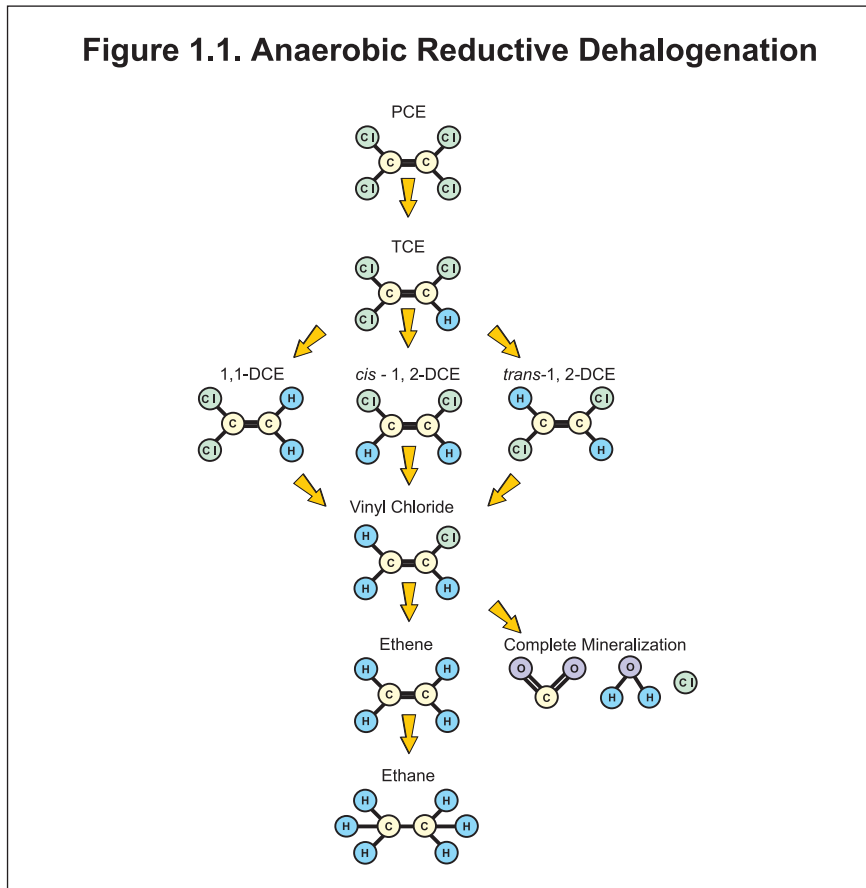 Figure 1.1. Anaerobic Reductive Dehalogenation
PCE
Cl Cl
C C
Cl Cl
TCE
Cl Cl
C C
Cl H
1,1-DCE cis - 1, 2-DCE trans-1, 2-DCE
Cl H Cl Cl H Cl
C C C C C C
Cl H H H Cl H
Vinyl Chloride
H Cl
C C
H H
Ethene Complete Mineralization
H H O O O Cl
C C C H H
H H
Ethane
H H
H C C H
H H